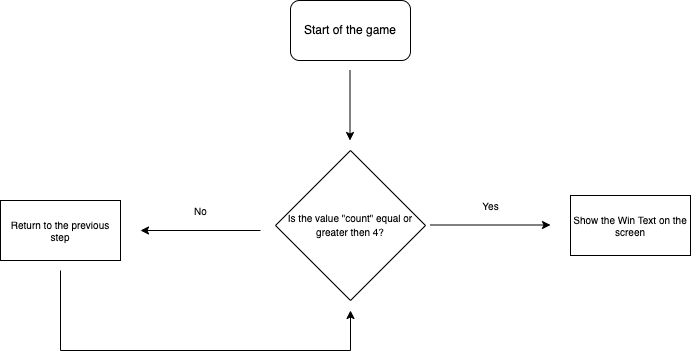 Start of the game
Is the value "count" equal or
greater then 4?
No
Yes
Return to the previous
step
Show the Win Text on the
screen